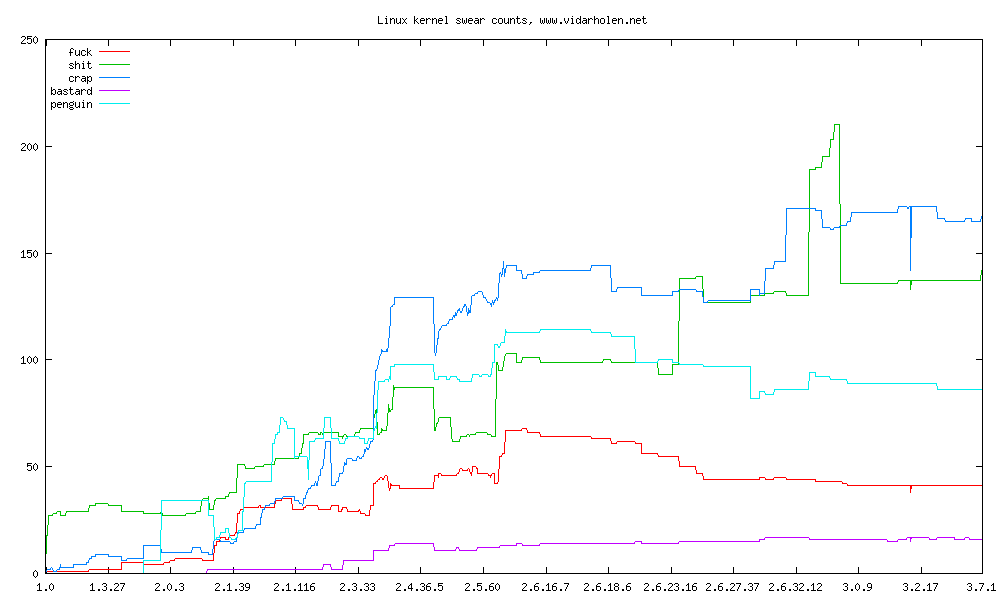 Linux kernel swear counts, www.vidarholen.net
250
fuck
shit
crap
bastard
penguin
200
150
100
50
0
1.0 1.3.27 2.0.3 2.1.39 2.1.116 2.3.33 2.4.36.5 2.5.60 2.6.16.7 2.6.18.6 2.6.23.16 2.6.27.37 2.6.32.12 3.0.9 3.2.17 3.7.1